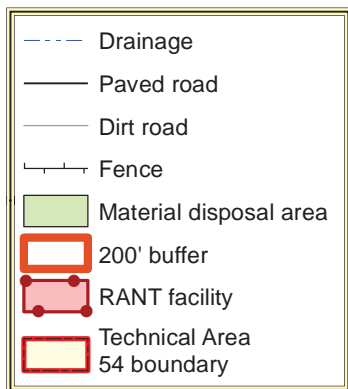 Drainage
Paved road
Dirt road
Fence
Material disposal area
200' buffer
RANT facility
Technical Area
54 boundary